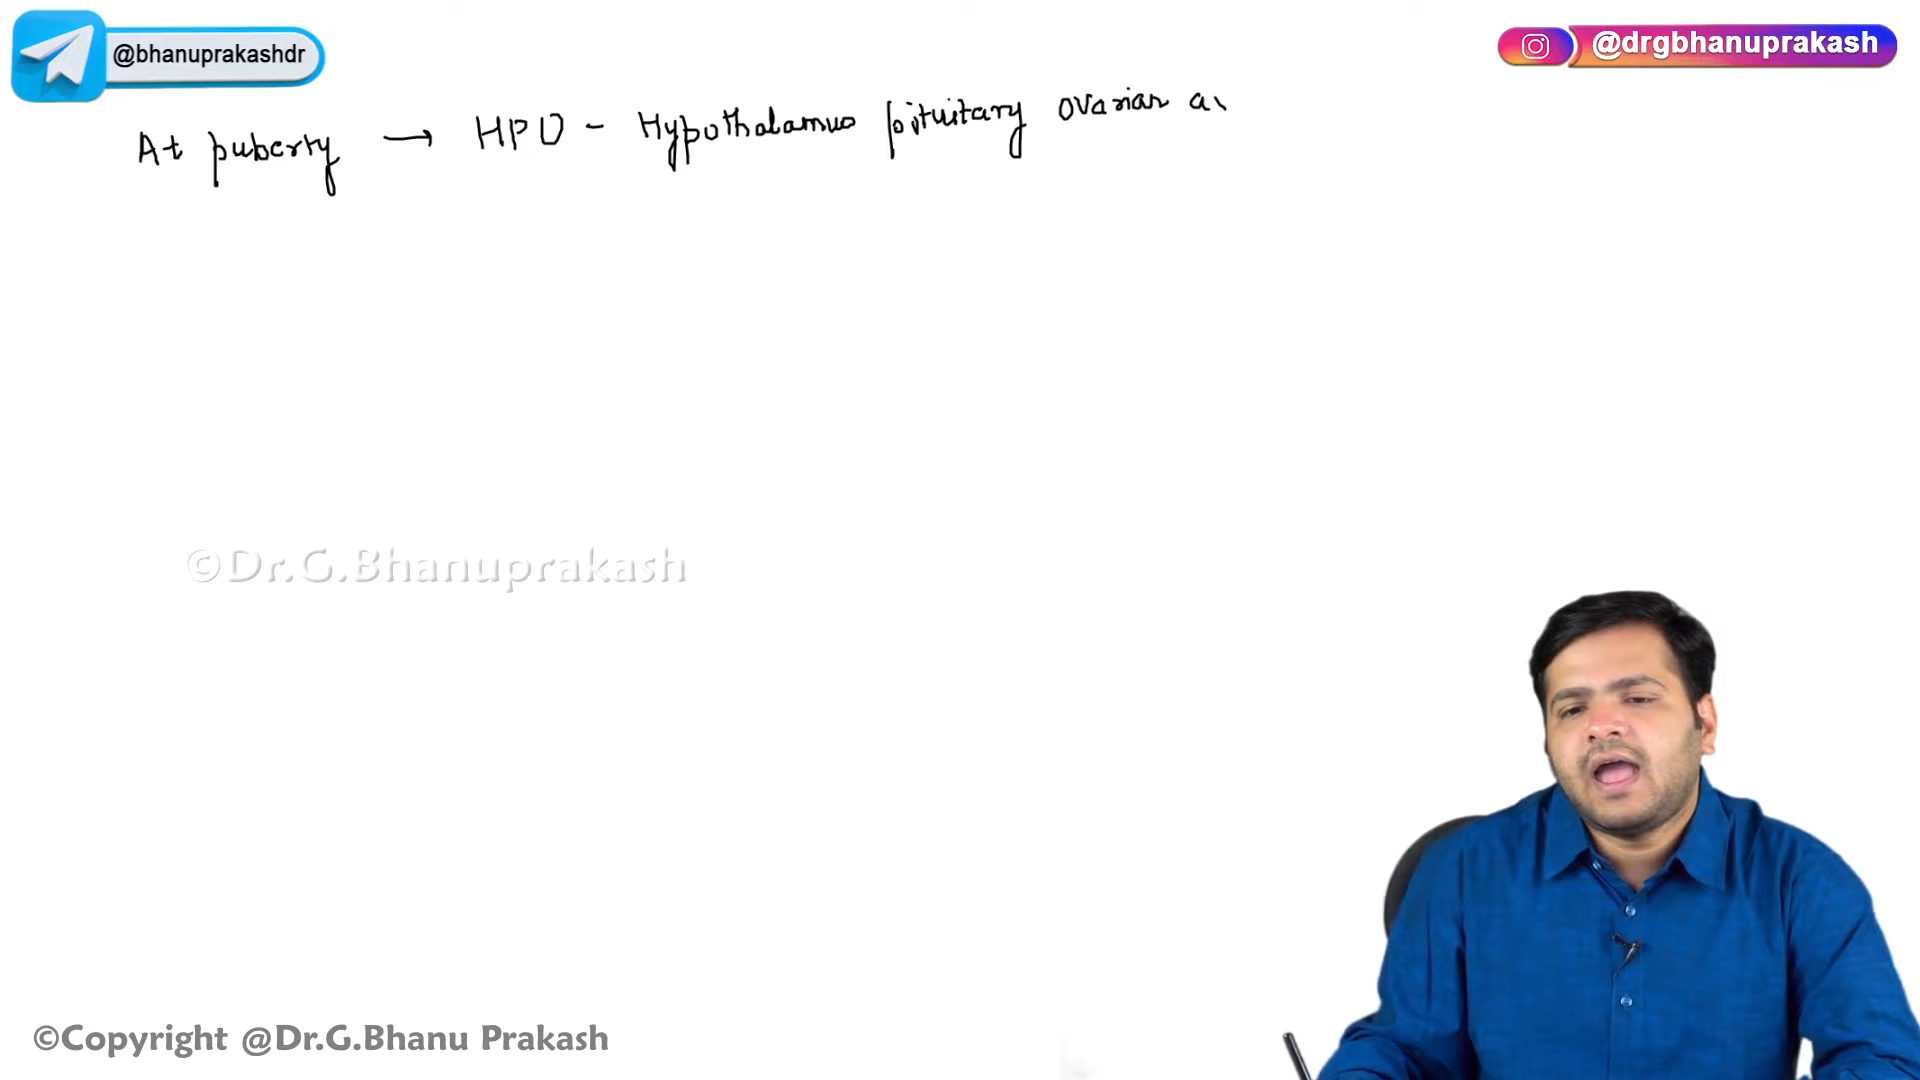 @bhanuprakashdr
@drgbhanuprakash
At puberty → HPO - Hypothalamus pituitary ovarian
©Dr.G.Bhanuprakash
©Copyright @Dr.G.Bhanu Prakash